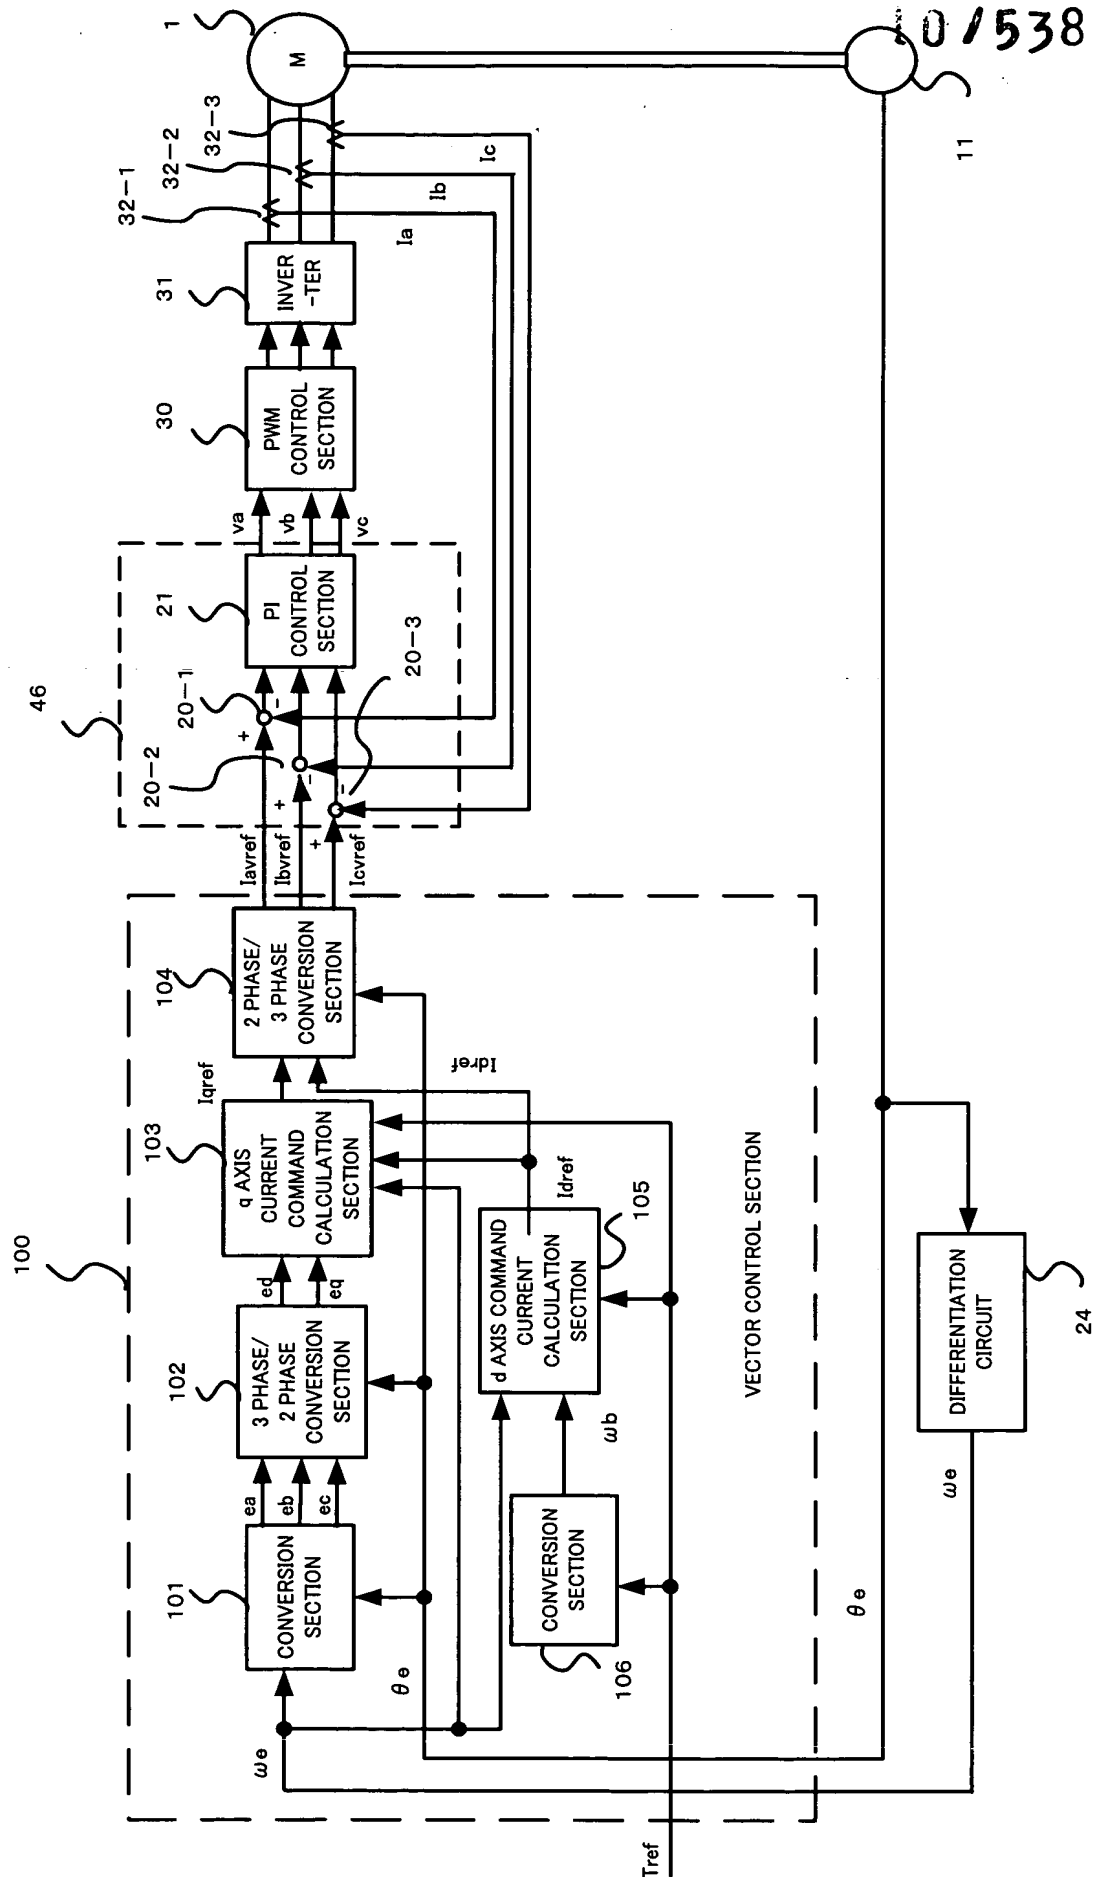 10/538
100
101
CONVERSION
SECTION
ea
eb
ec
102
3 PHASE/
2 PHASE
CONVERSION
SECTION
ed
eq
103
q AXIS
CURRENT
COMMAND
CALCULATION
SECTION
Iqref
104
2 PHASE/
3 PHASE
CONVERSION
SECTION
Iavref
Ibvref
Icvref
46
+
+
+
-
-
-
20-1
20-2
20-3
21
PI
CONTROL
SECTION
va
vb
vc
30
PWM
CONTROL
SECTION
31
INVER
-TER
32-1
32-2
32-3
Ia
Ib
Ic
1
M
11
ωe
θe
106
CONVERSION
SECTION
ωb
d AXIS COMMAND
CURRENT
CALCULATION
SECTION
105
Idref
Idref
Tref
VECTOR CONTROL SECTION
θe
ωe
DIFFERENTIATION
CIRCUIT
24